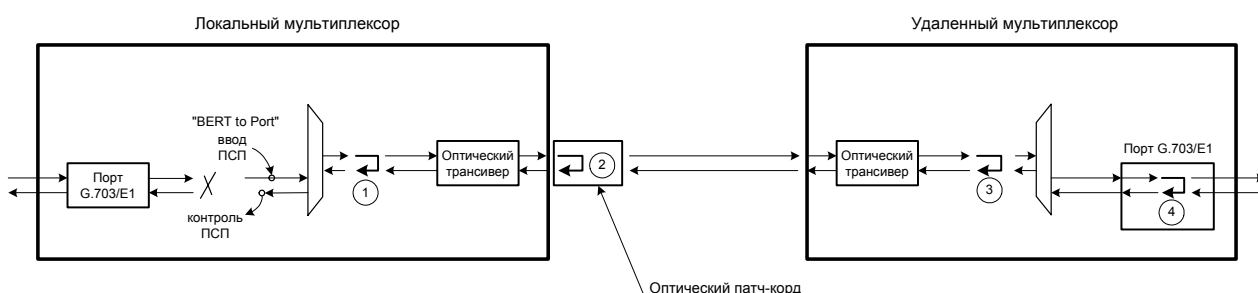 Локальный мультиплексор
Удаленный мультиплексор
"BERT to Port"
ввод
ПСП
Порт
G.703/E1
контроль
ПСП
1
Оптический
трансивер
2
Оптический
трансивер
3
Порт G.703/E1
4
Оптический патч-корд